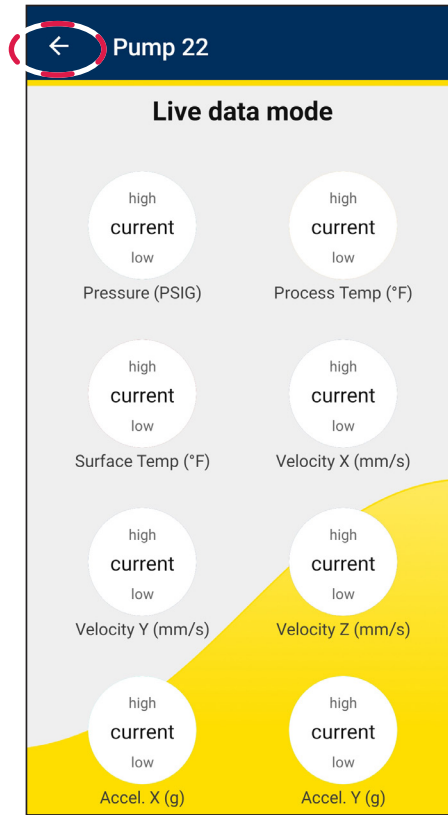 Pump 22
Live data mode
high
current
low
Pressure (PSIG)
high
current
low
Process Temp (°F)
high
current
low
Surface Temp (°F)
high
current
low
Velocity X (mm/s)
high
current
low
Velocity Y (mm/s)
high
current
low
Velocity Z (mm/s)
high
current
low
Accel. X (g)
high
current
low
Accel. Y (g)